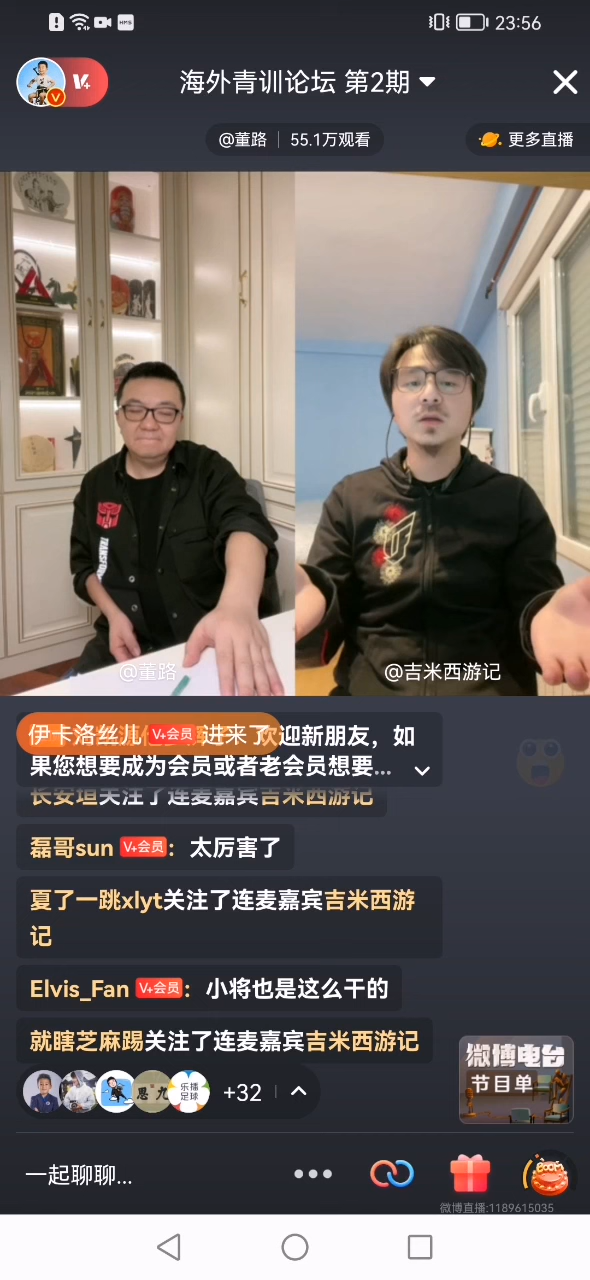 23:56
V+
海外青训论坛 第2期
@董路 55.1万观看
更多直播
TRANSFO
@董路
@吉米西游记
伊卡洛丝儿 V+会员 进来了
欢迎新朋友，如
果您想要成为会员或者老会员想要...
长安垣关注了连麦嘉宾吉米西游记
磊哥sun V+会员： 太厉害了
夏了一跳xlyt关注了连麦嘉宾吉米西游
记
Elvis_Fan V+会员： 小将也是这么干的
就瞎芝麻踢关注了连麦嘉宾吉米西游记
微博电台
节目单
乐播
足球
+32
一起聊聊...
微博直播:1189615035